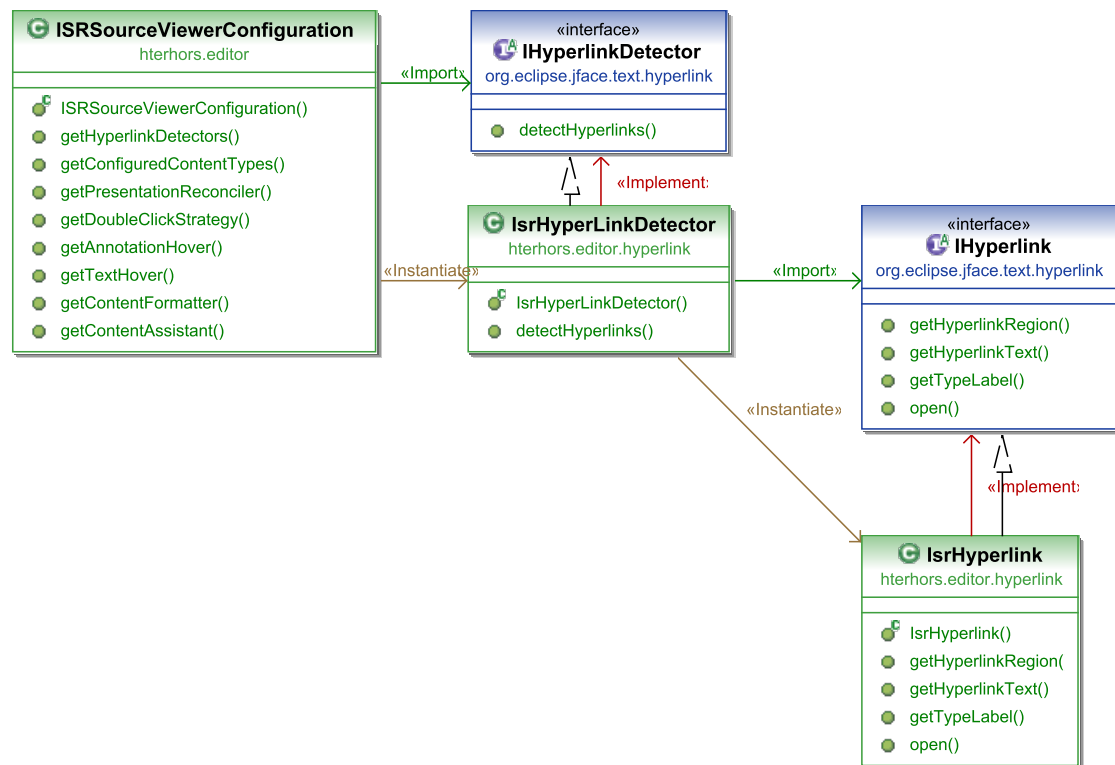 ISRSourceViewerConfiguration
hterhors.editor
ISRSourceViewerConfiguration()
getHyperlinkDetectors()
getConfiguredContentTypes()
getPresentationReconciler()
getDoubleClickStrategy()
getAnnotationHover()
getTextHover()
getContentFormatter()
getContentAssistant()
«Import»
«interface»
IHyperlinkDetector
org.eclipse.jface.text.hyperlink
detectHyperlinks()
«Implement»
«Instantiate»
IsrHyperLinkDetector
hterhors.editor.hyperlink
IsrHyperLinkDetector()
detectHyperlinks()
«Import»
«interface»
IHyperlink
org.eclipse.jface.text.hyperlink
getHyperlinkRegion()
getHyperlinkText()
getTypeLabel()
open()
«Instantiate»
«Implement»
IsrHyperlink
hterhors.editor.hyperlink
IsrHyperlink()
getHyperlinkRegion(
getHyperlinkText()
getTypeLabel()
open()